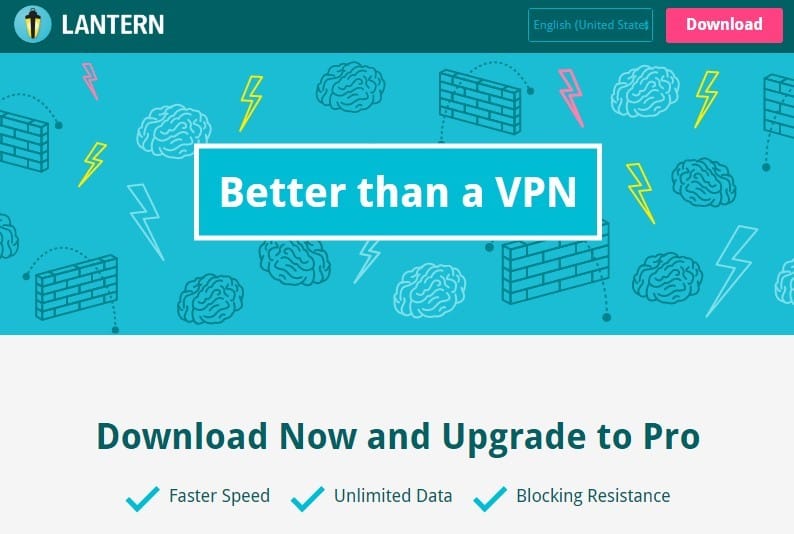 LANTERN
English (United States
Download
Better than a VPN
Download Now and Upgrade to Pro
Faster Speed Unlimited Data Blocking Resistance